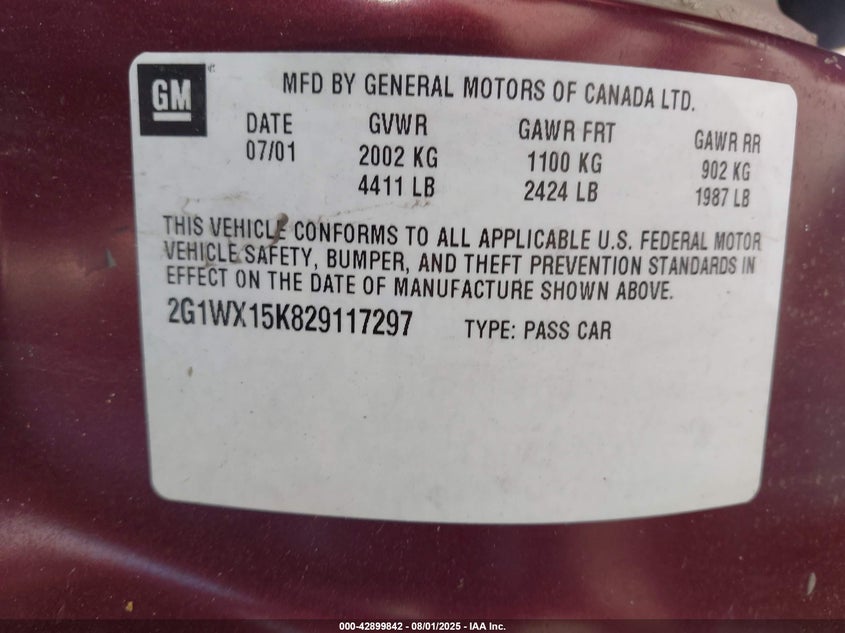 GM
MFD BY GENERAL MOTORS OF CANADA LTD.
DATE GVWR GAWR FRT GAWR RR
07/01 2002 KG 1100 KG 902 KG
4411 LB 2424 LB 1987 LB
THIS VEHICLE CONFORMS TO ALL APPLICABLE U.S. FEDERAL MOTOR
VEHICLE SAFETY, BUMPER, AND THEFT PREVENTION STANDARDS IN
EFFECT ON THE DATE OF MANUFACTURE SHOWN ABOVE.
2G1WX15K829117297 TYPE: PASS CAR
000-42899842 - 08/01/2025 - IAA Inc.